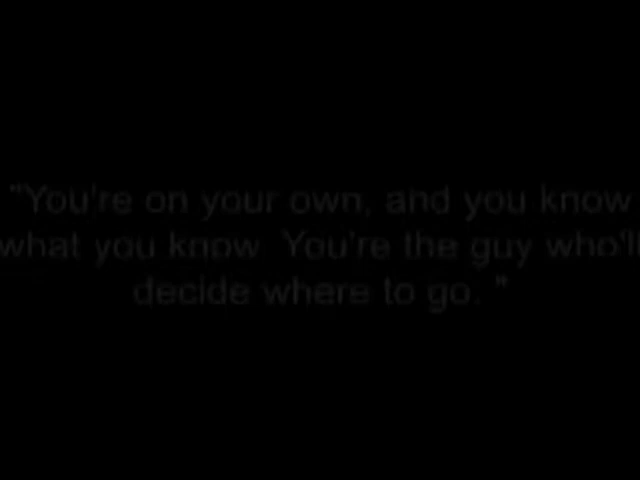 "You're on your own, and you know
what you know. You're the guy who'll
decide where to go. "